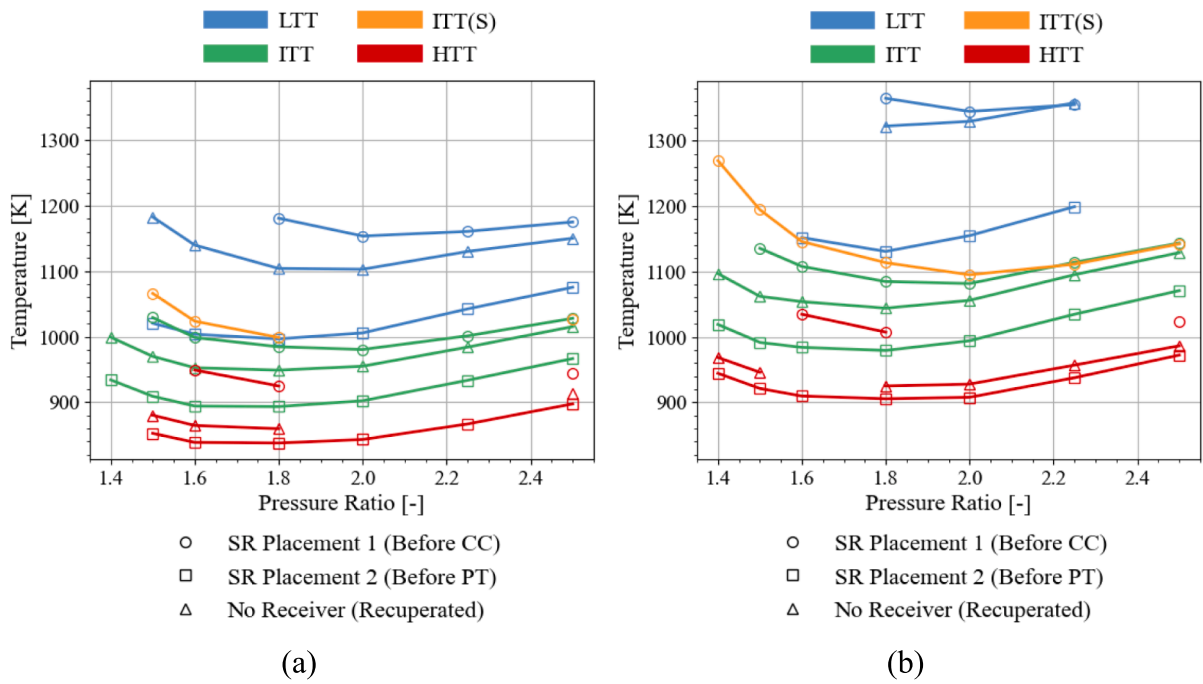 LTT ITT(S)
ITT HTT
1300
1200
1100
1000
900
Temperature [K]
1.4 1.6 1.8 2.0 2.2 2.4
Pressure Ratio [-]
SR Placement 1 (Before CC)
SR Placement 2 (Before PT)
No Receiver (Recuperated)
(a)
LTT ITT(S)
ITT HTT
1300
1200
1100
1000
900
Temperature [K]
1.4 1.6 1.8 2.0 2.2 2.4
Pressure Ratio [-]
SR Placement 1 (Before CC)
SR Placement 2 (Before PT)
No Receiver (Recuperated)
(b)